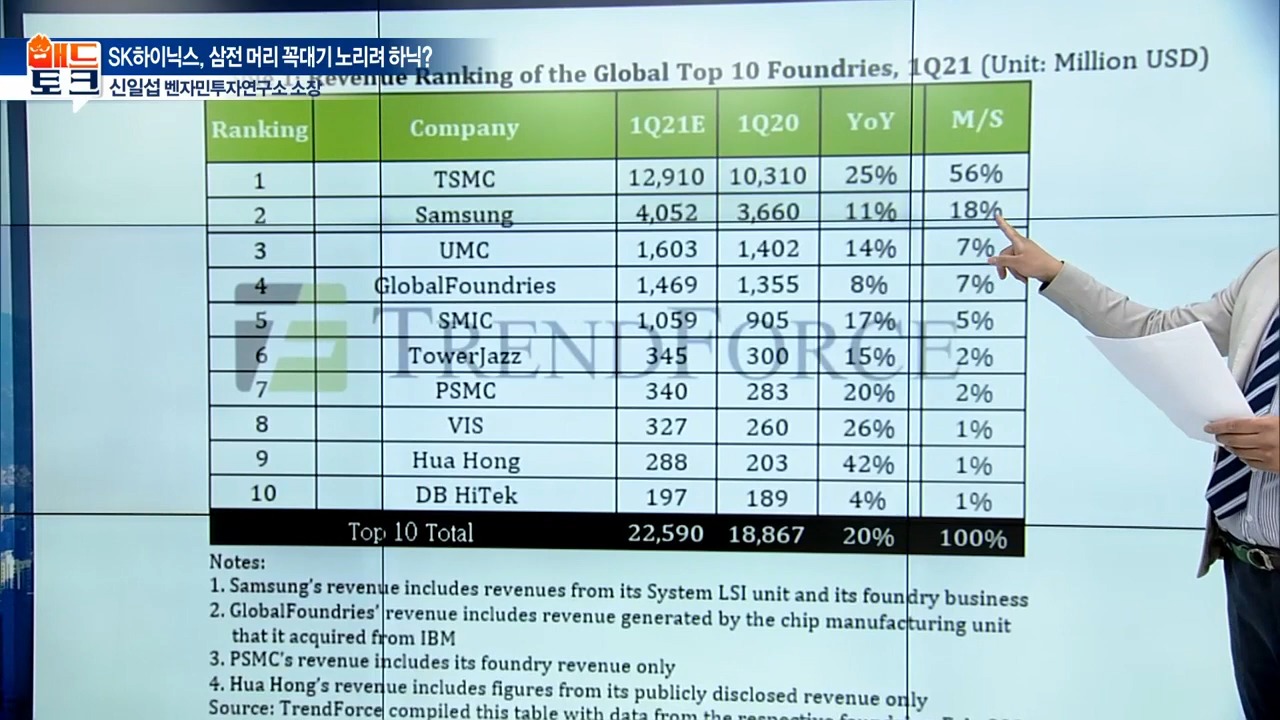 핸드토크
SK하이닉스, 삼전 머리 꼭대기 노리려 하닉?
신일섭 벤자민투자연구소 소장
Revenue Ranking of the Global Top 10 Foundries, 1Q21 (Unit: Million USD)
Ranking Company 1Q21E 1Q20 YoY M/S
1 TSMC 12,910 10,310 25% 56%
2 Samsung 4,052 3,660 11% 18%
3 UMC 1,603 1,402 14% 7%
4 GlobalFoundries 1,469 1,355 8% 7%
5 SMIC 1,059 905 17% 5%
6 TowerJazz 345 300 15% 2%
7 PSMC 340 283 20% 2%
8 VIS 327 260 26% 1%
9 Hua Hong 288 203 42% 1%
10 DB HiTek 197 189 4% 1%
Top 10 Total 22,590 18,867 20% 100%
TRENDFORCE
Notes:
1. Samsung's revenue includes revenues from its System LSI unit and its foundry business
2. GlobalFoundries' revenue includes revenue generated by the chip manufacturing unit
that it acquired from IBM
3. PSMC's revenue includes its foundry revenue only
4. Hua Hong's revenue includes figures from its publicly disclosed revenue only
Source: TrendForce compiled this table with data from the respective